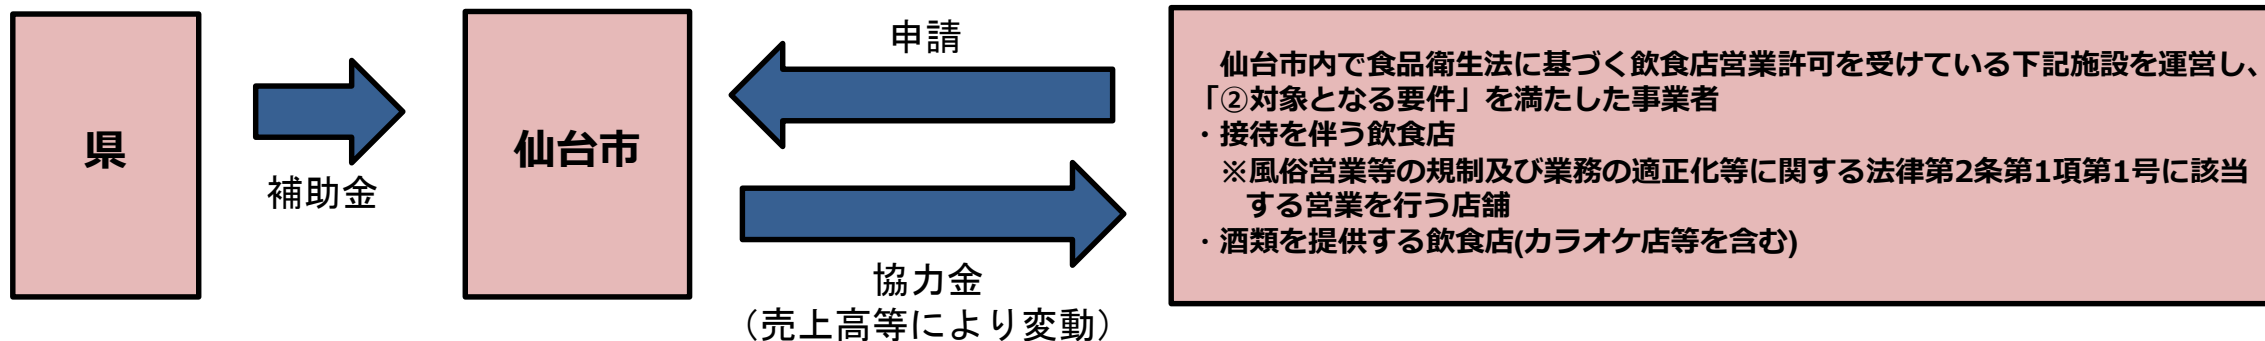 県
補助金
仙台市
申請
協力金
（売上高等により変動）
仙台市内で食品衛生法に基づく飲食店営業許可を受けている下記施設を運営し、
「②対象となる要件」を満たした事業者
・接待を伴う飲食店
※風俗営業等の規制及び業務の適正化等に関する法律第2条第1項第1号に該当
する営業を行う店舗
・酒類を提供する飲食店(カラオケ店等を含む)